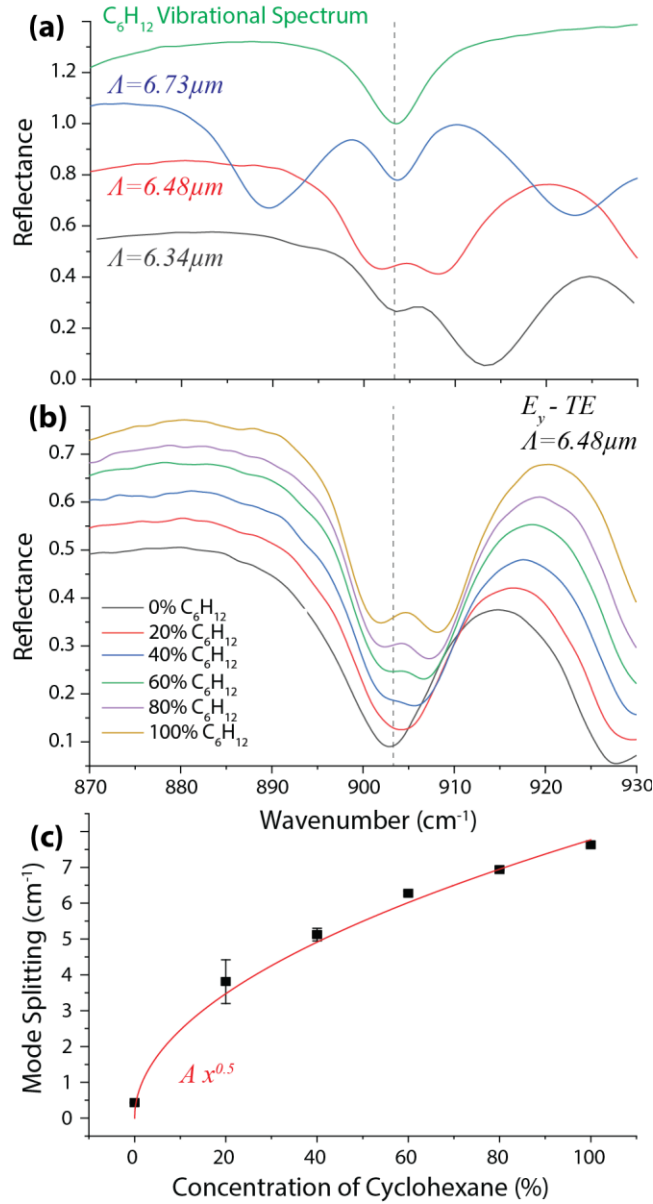 (a)
C₆H₁₂ Vibrational Spectrum
Λ=6.73μm
Λ=6.48μm
Λ=6.34μm
Reflectance
1.2
1.0
0.8
0.6
0.4
0.2
0.0
(b)
E_y - TE
Λ=6.48μm
Reflectance
0.7
0.6
0.5
0.4
0.3
0.2
0.1
0% C₆H₁₂
20% C₆H₁₂
40% C₆H₁₂
60% C₆H₁₂
80% C₆H₁₂
100% C₆H₁₂
870 880 890 900 910 920 930
Wavenumber (cm⁻¹)
(c)
Mode Splitting (cm⁻¹)
7
6
5
4
3
2
1
0
A x⁰·⁵
0 20 40 60 80 100
Concentration of Cyclohexane (%)